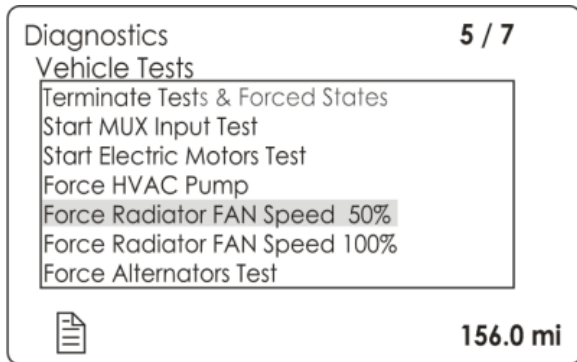 Diagnostics 5 / 7
Vehicle Tests
Terminate Tests & Forced States
Start MUX Input Test
Start Electric Motors Test
Force HVAC Pump
Force Radiator FAN Speed 50%
Force Radiator FAN Speed 100%
Force Alternators Test
156.0 mi